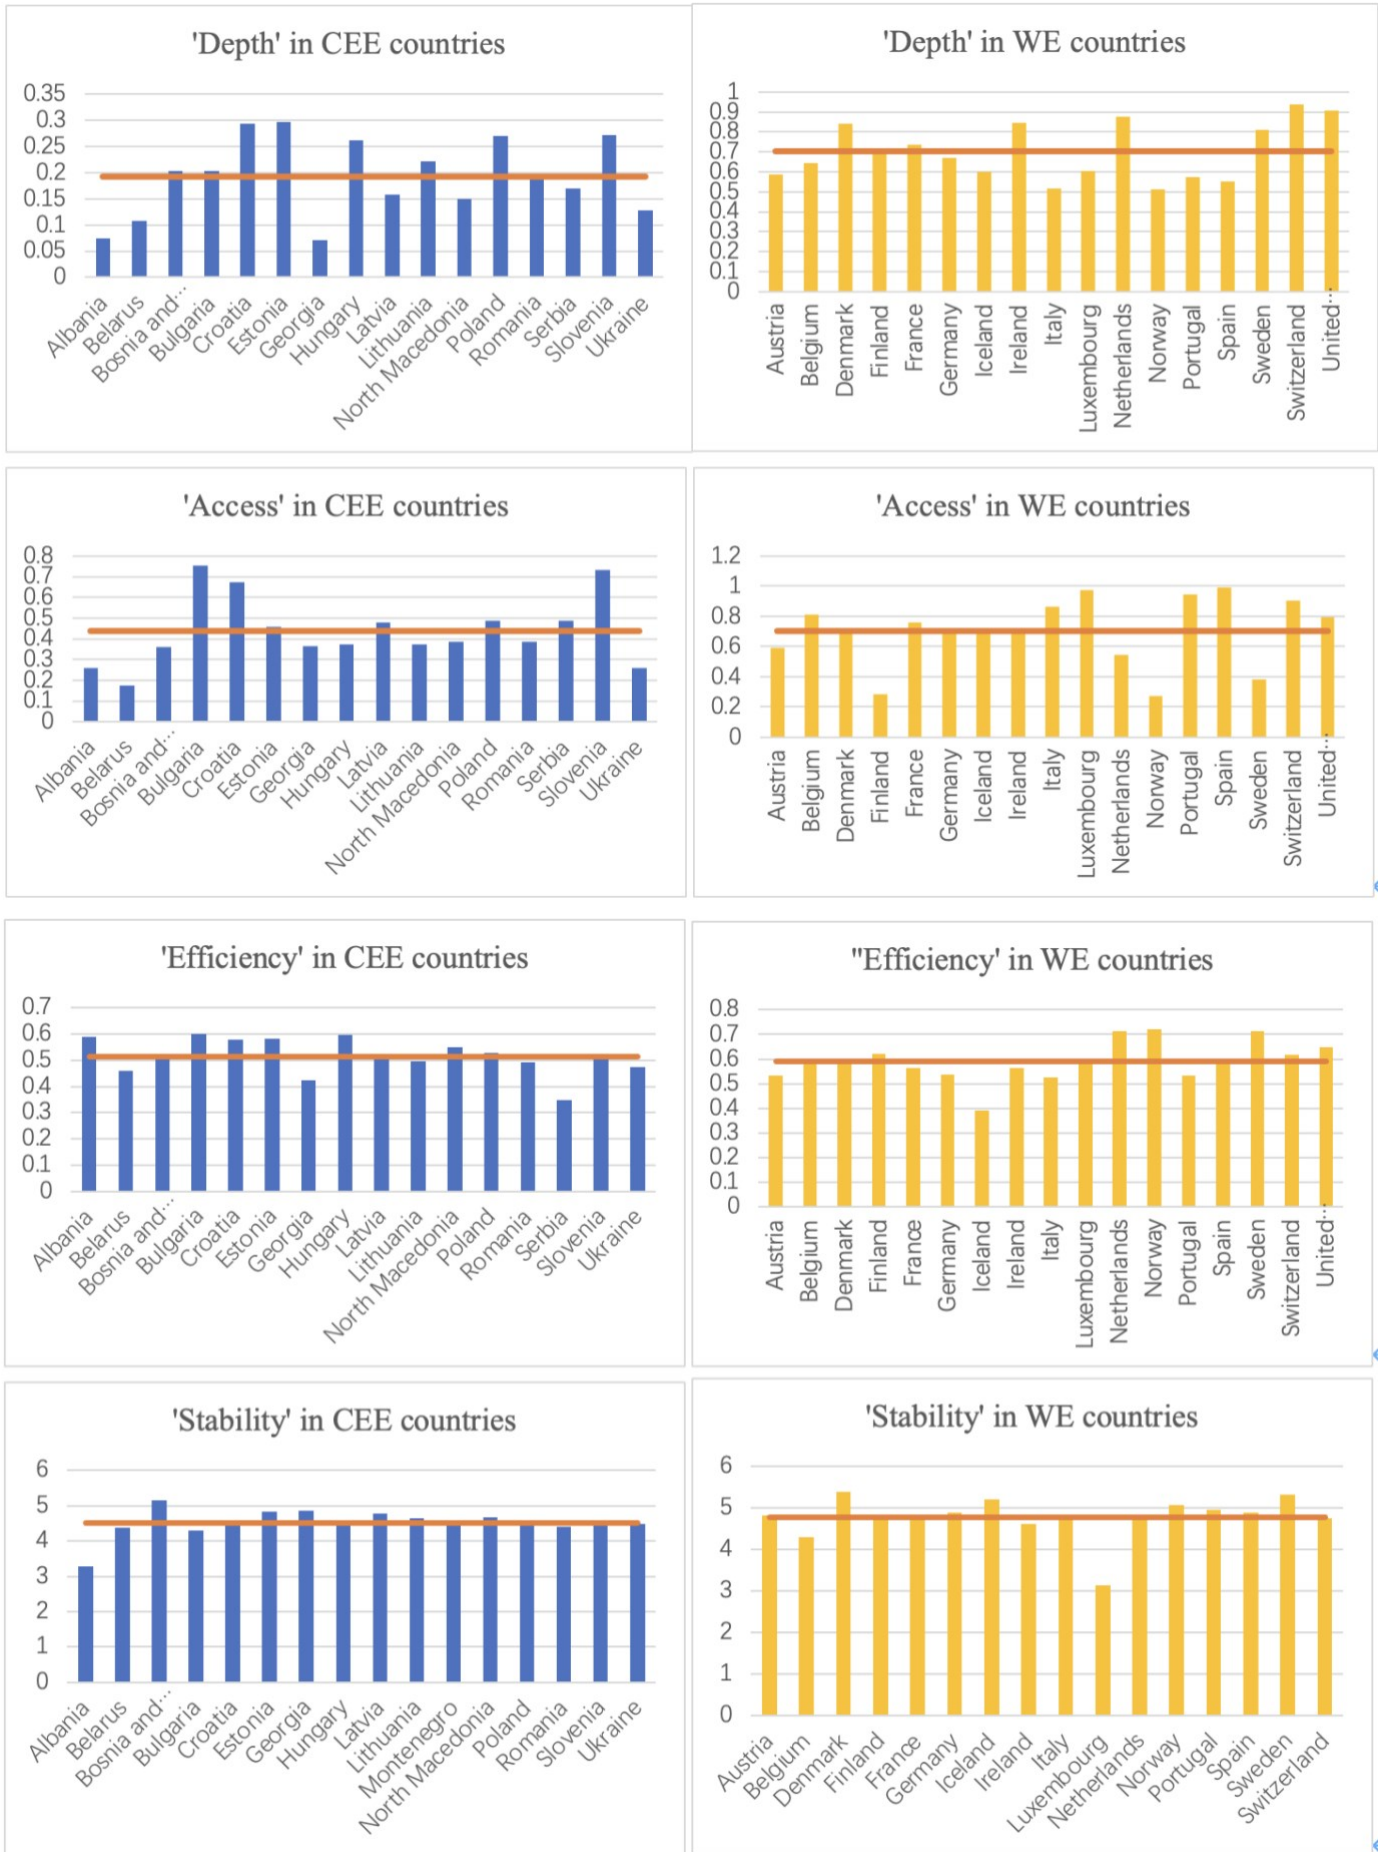 'Depth' in CEE countries
0.35
0.3
0.25
0.2
0.15
0.1
0.05
0
Albania
Belarus
Bosnia and…
Bulgaria
Croatia
Estonia
Georgia
Hungary
Latvia
Lithuania
North Macedonia
Poland
Romania
Serbia
Slovenia
Ukraine
'Depth' in WE countries
1
0.9
0.8
0.7
0.6
0.5
0.4
0.3
0.2
0.1
0
Austria
Belgium
Denmark
Finland
France
Germany
Iceland
Ireland
Italy
Luxembourg
Netherlands
Norway
Portugal
Spain
Sweden
Switzerland
United…
'Access' in CEE countries
0.8
0.7
0.6
0.5
0.4
0.3
0.2
0.1
0
Albania
Belarus
Bosnia and…
Bulgaria
Croatia
Estonia
Georgia
Hungary
Latvia
Lithuania
North Macedonia
Poland
Romania
Serbia
Slovenia
Ukraine
'Access' in WE countries
1.2
1
0.8
0.6
0.4
0.2
0
Austria
Belgium
Denmark
Finland
France
Germany
Iceland
Ireland
Italy
Luxembourg
Netherlands
Norway
Portugal
Spain
Sweden
Switzerland
United…
'Efficiency' in CEE countries
0.7
0.6
0.5
0.4
0.3
0.2
0.1
0
Albania
Belarus
Bosnia and…
Bulgaria
Croatia
Estonia
Georgia
Hungary
Latvia
Lithuania
North Macedonia
Poland
Romania
Serbia
Slovenia
Ukraine
"Efficiency' in WE countries
0.8
0.7
0.6
0.5
0.4
0.3
0.2
0.1
0
Austria
Belgium
Denmark
Finland
France
Germany
Iceland
Ireland
Italy
Luxembourg
Netherlands
Norway
Portugal
Spain
Sweden
Switzerland
United…
'Stability' in CEE countries
6
5
4
3
2
1
0
Albania
Belarus
Bosnia and…
Bulgaria
Croatia
Estonia
Georgia
Hungary
Latvia
Lithuania
Montenegro
North Macedonia
Poland
Romania
Slovenia
Ukraine
'Stability' in WE countries
6
5
4
3
2
1
0
Austria
Belgium
Denmark
Finland
France
Germany
Iceland
Ireland
Italy
Luxembourg
Netherlands
Norway
Portugal
Spain
Sweden
Switzerland